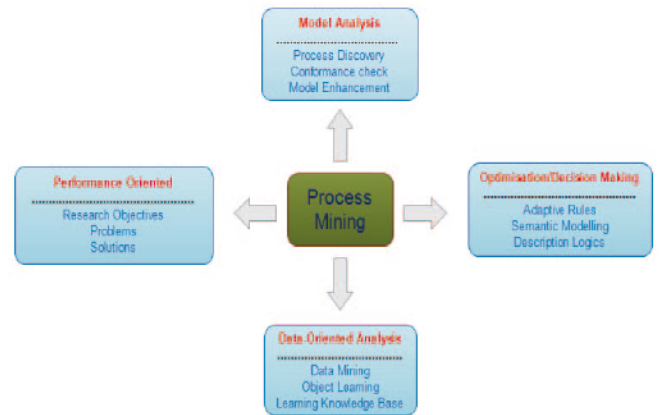 Model Analysis
Process Discovery
Conformance check
Model Enhancement
Performance Oriented
Research Objectives
Problems
Solutions
Process
Mining
Optimisation/Decision Making
Adaptive Rules
Semantic Modelling
Description Logics
Data-Oriented Analysis
Data Mining
Object Learning
Learning Knowledge Base